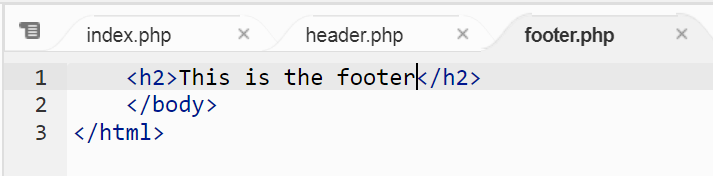 index.php × header.php × footer.php ×
1 <h2>This is the footer</h2>
2 </body>
3 </html>